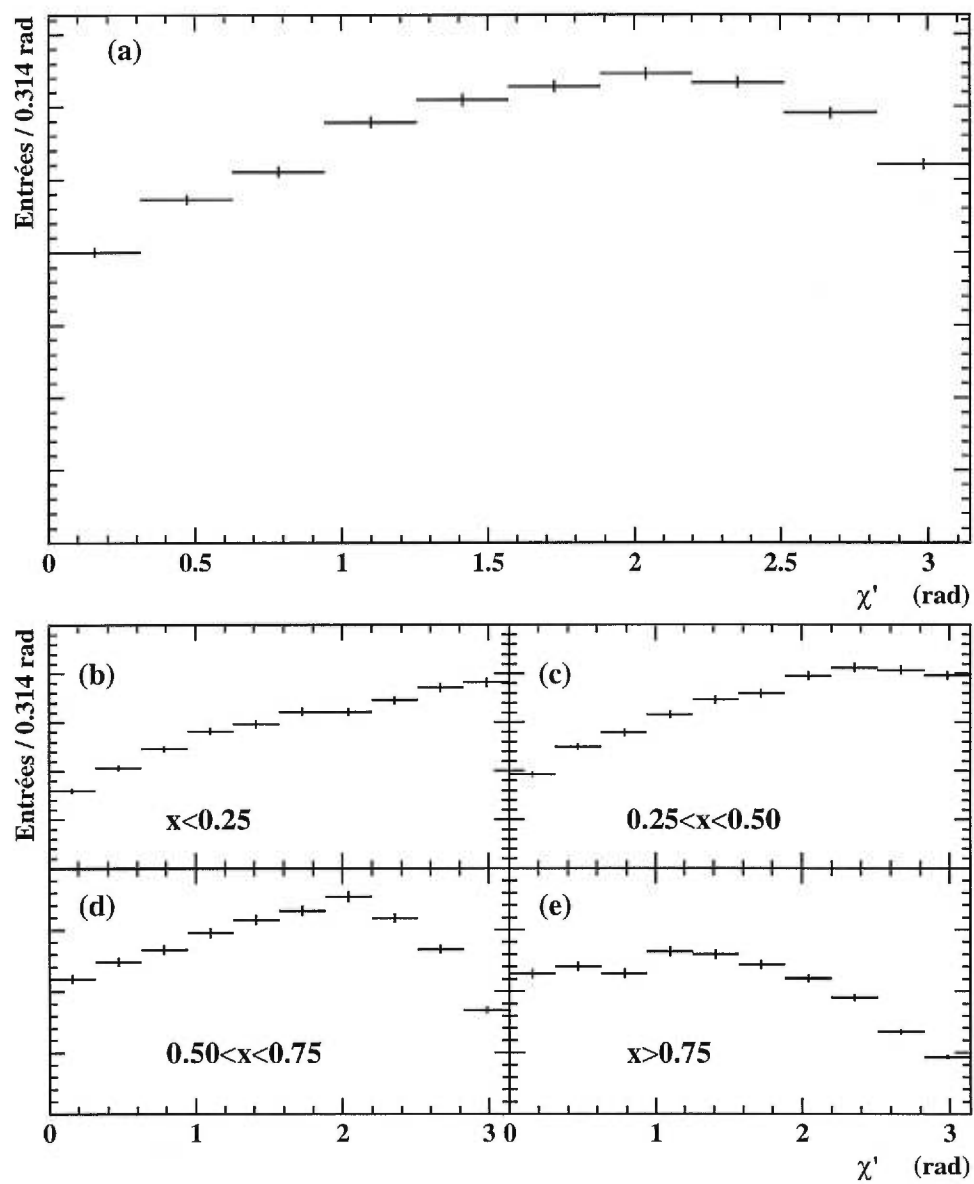 (a)
Entrées / 0.314 rad
0 0.5 1 1.5 2 2.5 3
χ' (rad)
(b)
(c)
Entrées / 0.314 rad
x<0.25
0.25<x<0.50
(d)
(e)
0.50<x<0.75
x>0.75
0 1 2 3 0 1 2 3
χ' (rad)